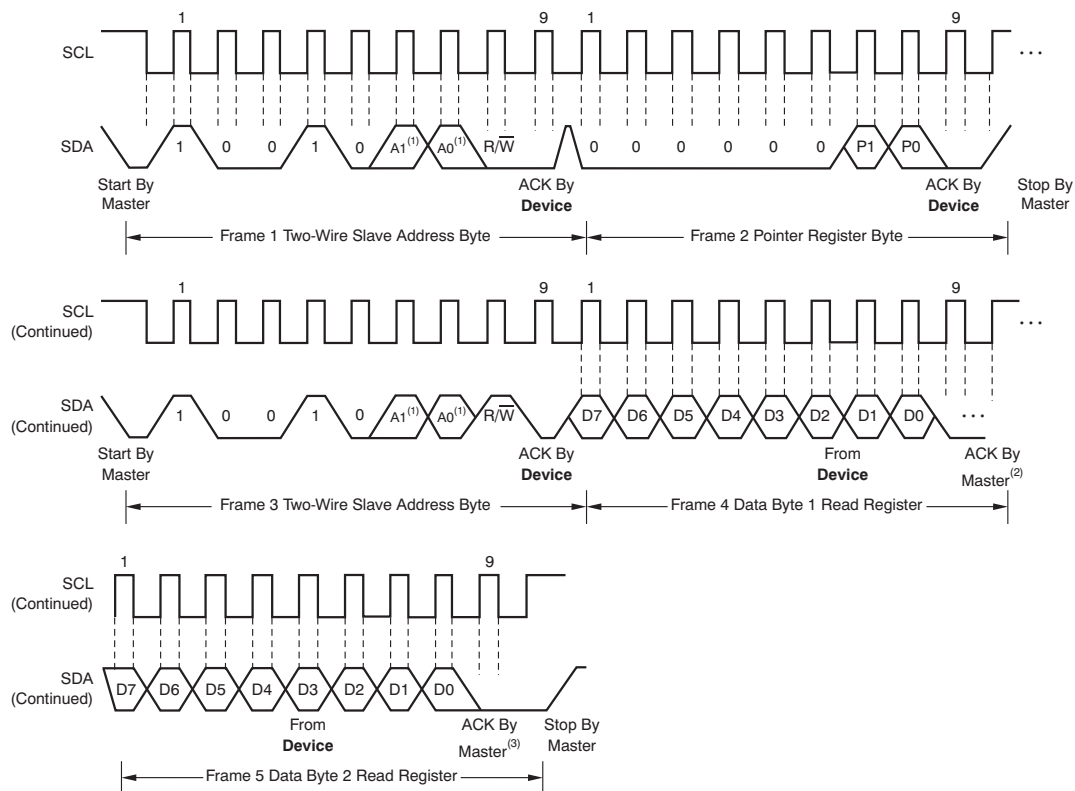 1 9 1 9
SCL ...
SDA 1 0 0 1 0 A1(1) A0(1) R/W̅ 0 0 0 0 0 0 P1 P0
Start By Master ACK By Device ACK By Device Stop By Master
Frame 1 Two-Wire Slave Address Byte Frame 2 Pointer Register Byte
1 9 1 9
SCL (Continued) ...
SDA (Continued) 1 0 0 1 0 A1(1) A0(1) R/W̅ D7 D6 D5 D4 D3 D2 D1 D0 ...
Start By Master ACK By Device From Device ACK By Master(2)
Frame 3 Two-Wire Slave Address Byte Frame 4 Data Byte 1 Read Register
1 9
SCL (Continued)
SDA (Continued) D7 D6 D5 D4 D3 D2 D1 D0
From Device ACK By Master(3) Stop By Master
Frame 5 Data Byte 2 Read Register